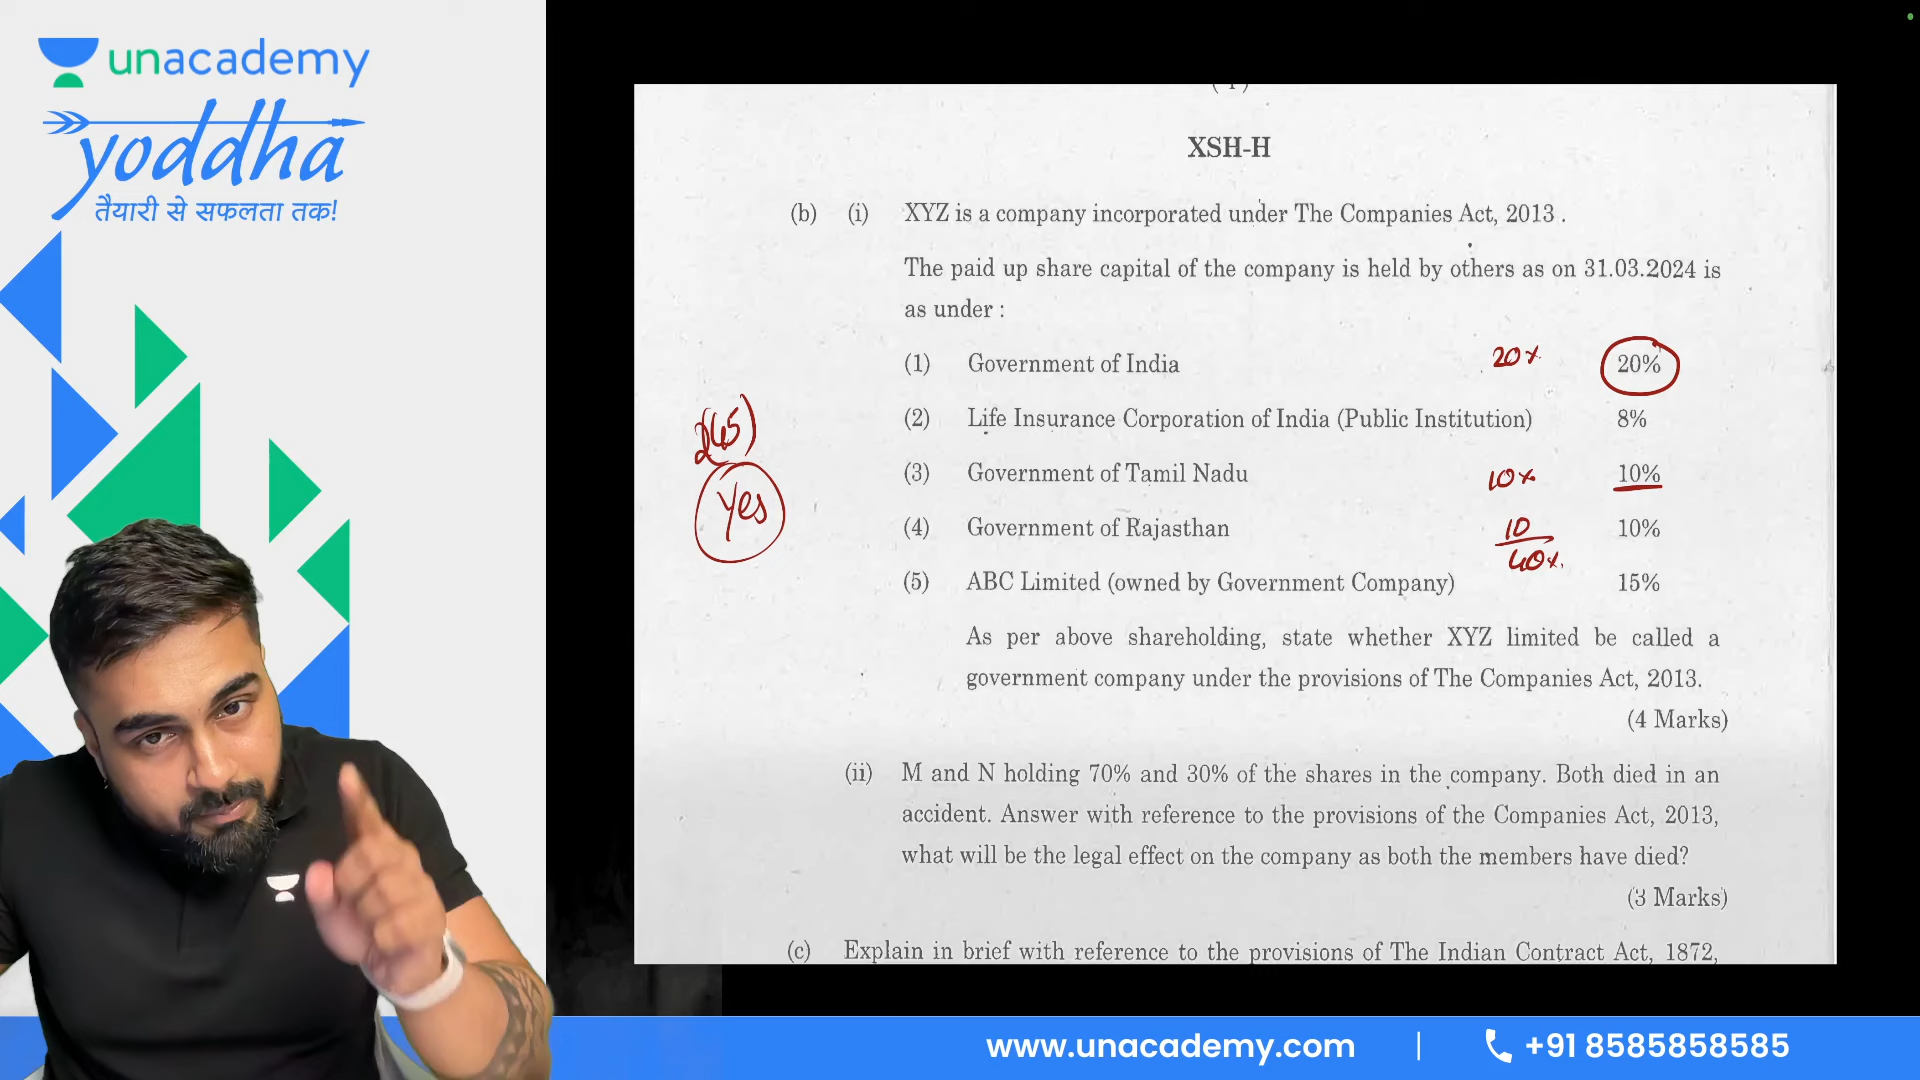 unacademy
yoddha
तैयारी से सफलता तक!
XSH-H
(b) (i) XYZ is a company incorporated under The Companies Act, 2013 .
The paid up share capital of the company is held by others as on 31.03.2024 is
as under :
(1) Government of India 20% 20%
(2) Life Insurance Corporation of India (Public Institution) 8%
(3) Government of Tamil Nadu 10% 10%
(4) Government of Rajasthan 10 10%
40%
(5) ABC Limited (owned by Government Company) 15%
2(45)
Yes
As per above shareholding, state whether XYZ limited be called a
government company under the provisions of The Companies Act, 2013.
(4 Marks)
(ii) M and N holding 70% and 30% of the shares in the company. Both died in an
accident. Answer with reference to the provisions of the Companies Act, 2013,
what will be the legal effect on the company as both the members have died?
(3 Marks)
(c) Explain in brief with reference to the provisions of The Indian Contract Act, 1872,
www.unacademy.com | +91 8585858585